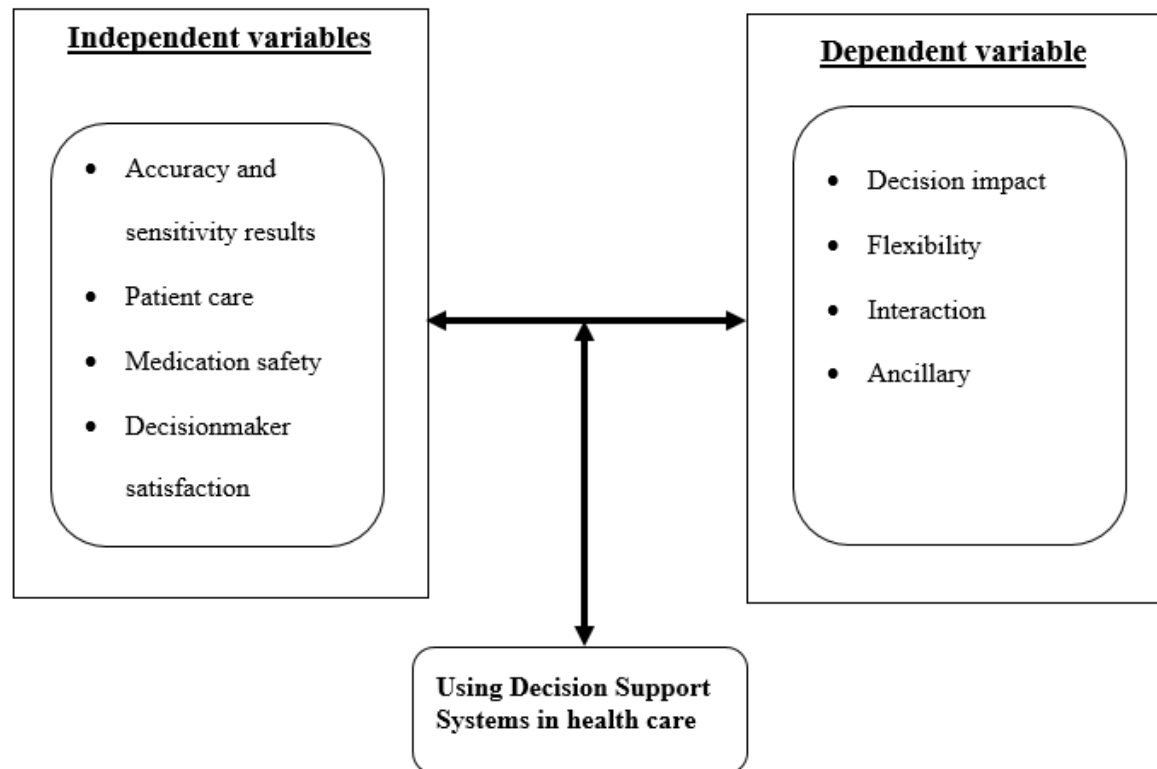 Independent variables
• Accuracy and
sensitivity results
• Patient care
• Medication safety
• Decisionmaker
satisfaction
Dependent variable
• Decision impact
• Flexibility
• Interaction
• Ancillary
Using Decision Support
Systems in health care